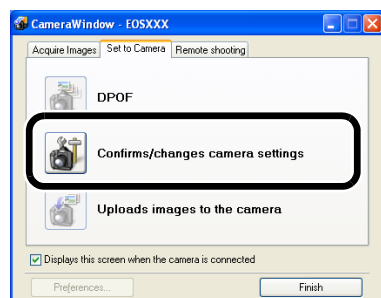 CameraWindow - EOSXXX
Acquire Images Set to Camera Remote shooting
DPOF
Confirms/changes camera settings
Uploads images to the camera
Displays this screen when the camera is connected
Preferences... Finish